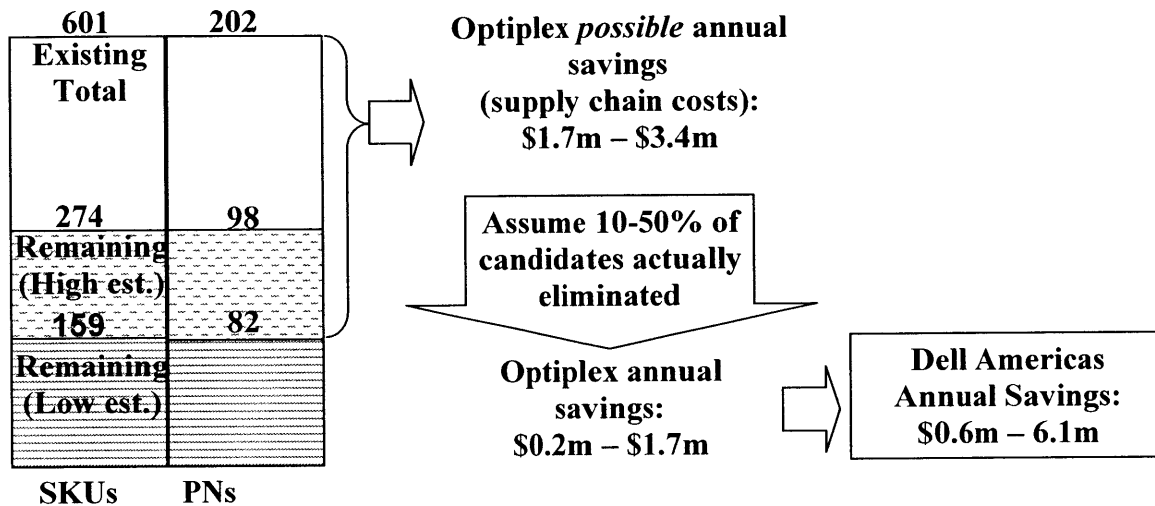 601 202
Existing
Total
274 98
Remaining
(High est.)
159 82
Remaining
(Low est.)
SKUs PNs
Optiplex possible annual
savings
(supply chain costs):
$1.7m – $3.4m
Assume 10-50% of
candidates actually
eliminated
Optiplex annual
savings:
$0.2m – $1.7m
Dell Americas
Annual Savings:
$0.6m – 6.1m